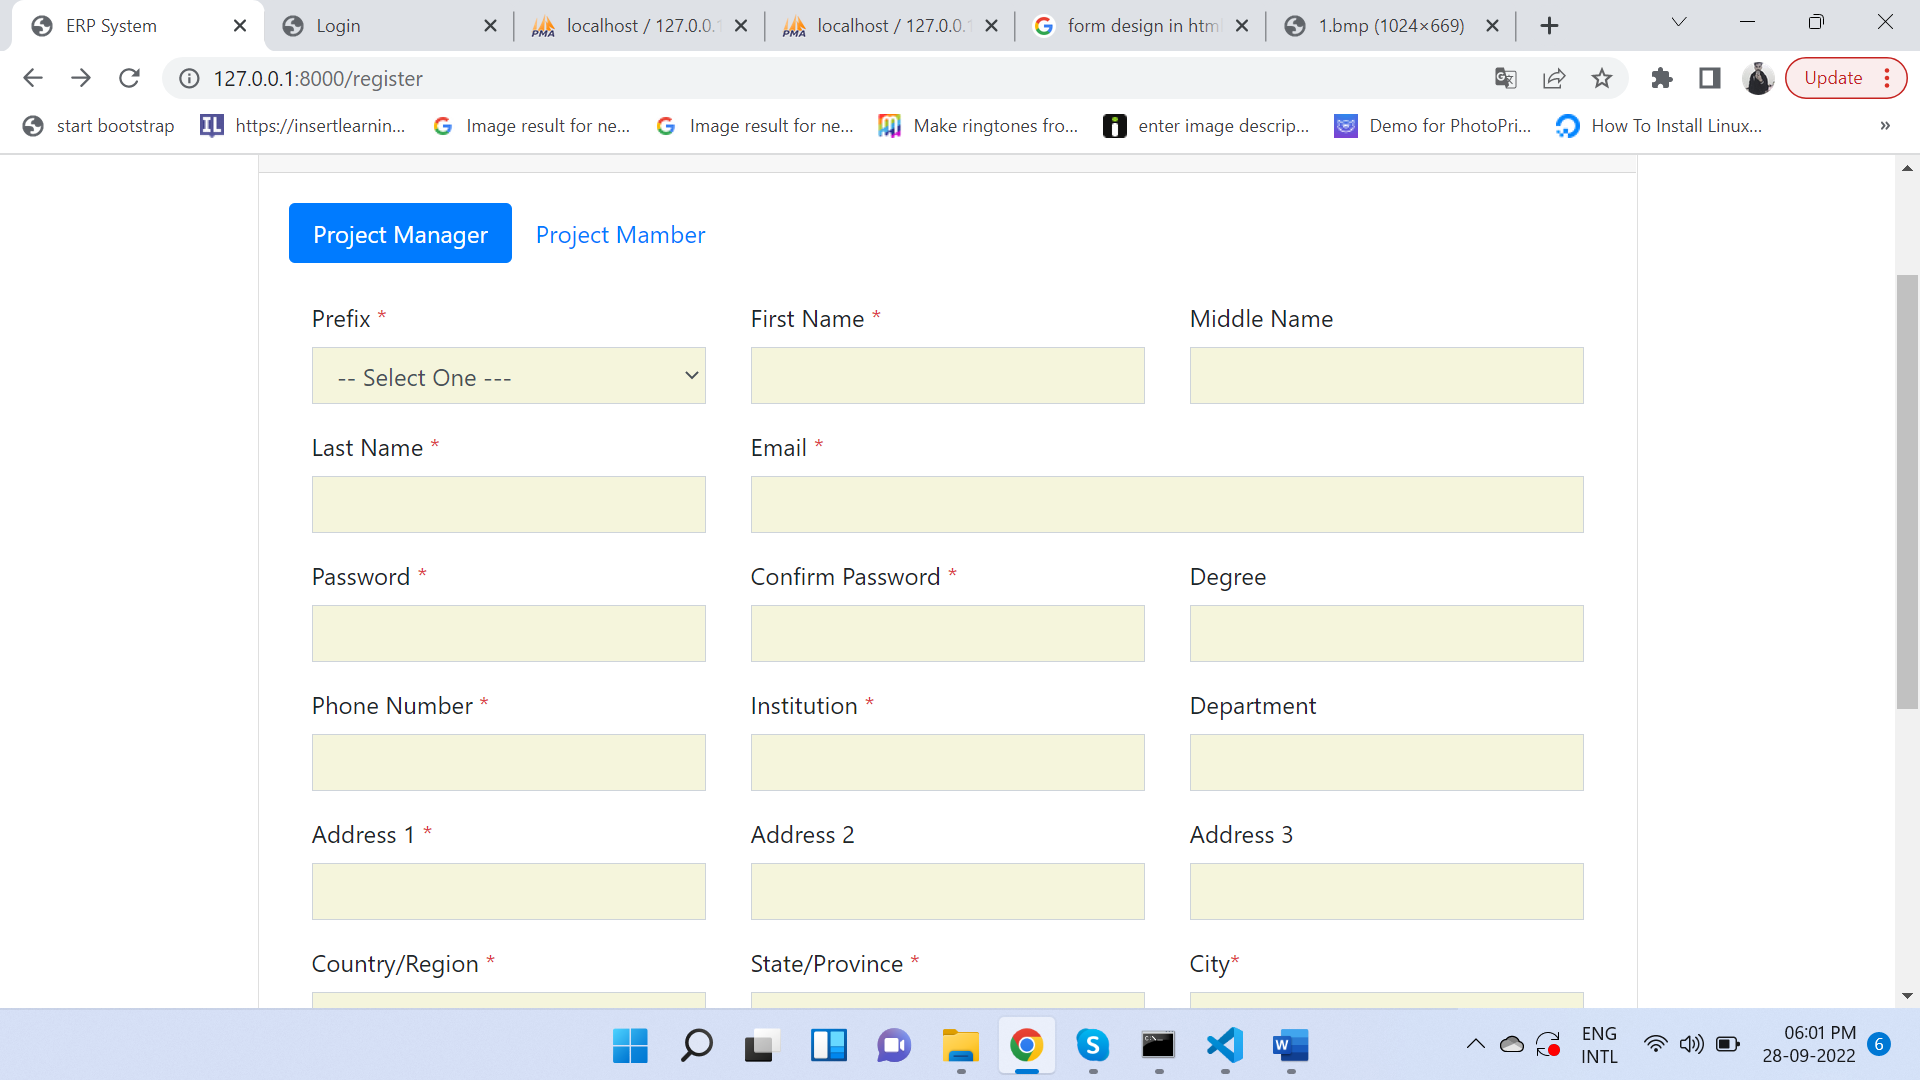 ERP System
Login
localhost / 127.0.0.1
localhost / 127.0.0.1
form design in html
1.bmp (1024×669)
127.0.0.1:8000/register
Update
start bootstrap
https://insertlearnin...
Image result for ne...
Image result for ne...
Make ringtones fro...
enter image descrip...
Demo for PhotoPri...
How To Install Linux...
»
Project Manager
Project Mamber
Prefix *
First Name *
Middle Name
-- Select One ---
Last Name *
Email *
Password *
Confirm Password *
Degree
Phone Number *
Institution *
Department
Address 1 *
Address 2
Address 3
Country/Region *
State/Province *
City*
ENG
INTL
06:01 PM
28-09-2022
6